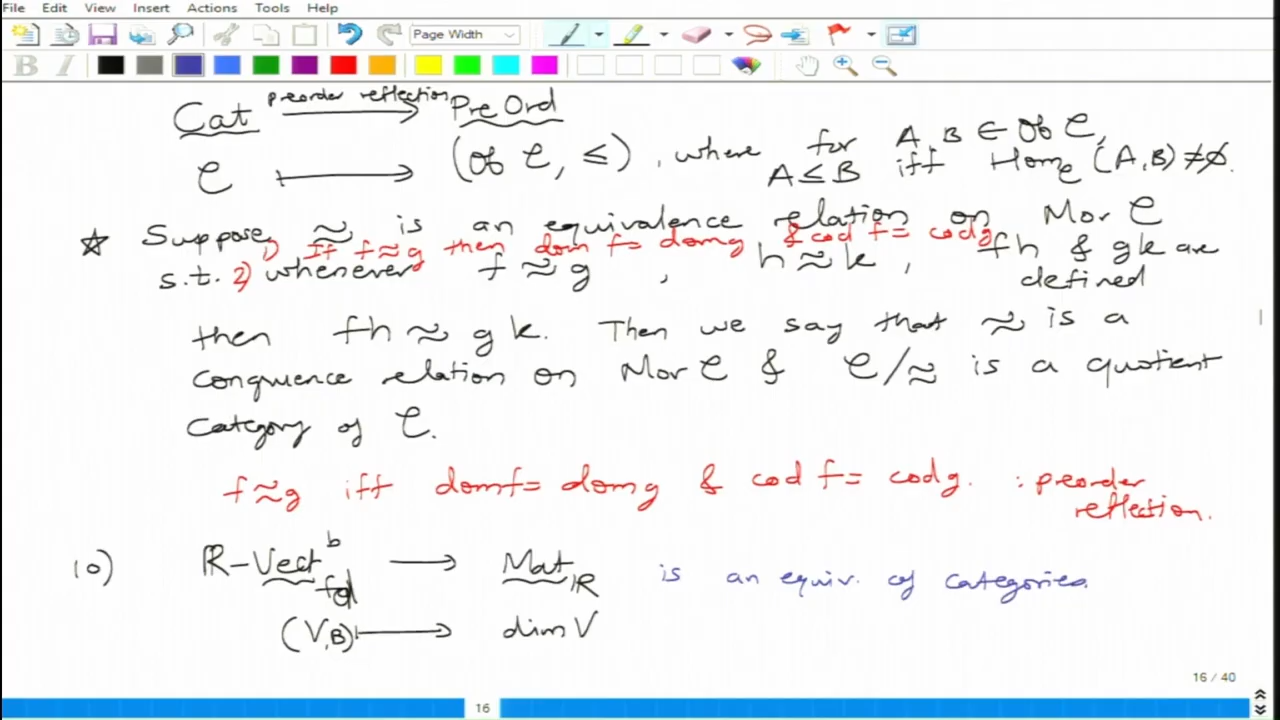 File Edit View Insert Actions Tools Help
Page Width
B I
Cat preorder reflection⟶ PreOrd
C ⟼ (Ob C, ≤), where for A, B ∈ Ob C, A ≤ B iff Hom_C (A, B) ≠ ∅.
☆ Suppose ≈ is an equivalence relation on Mor C
1) If f ≈ g then dom f = dom g & cod f = cod g
s.t. 2) whenever f ≈ g, h ≈ k, fh & gk are defined
then fh ≈ gk. Then we say that ≈ is a
congruence relation on Mor C & C/≈ is a quotient
category of C.
f ≈ g iff dom f = dom g & cod f = cod g. : preorder reflection.
10) ℝ-Vect^b_fd ⟶ Mat_ℝ is an equiv. of categories.
(V,B) ⟼ dim V
16 / 40
16